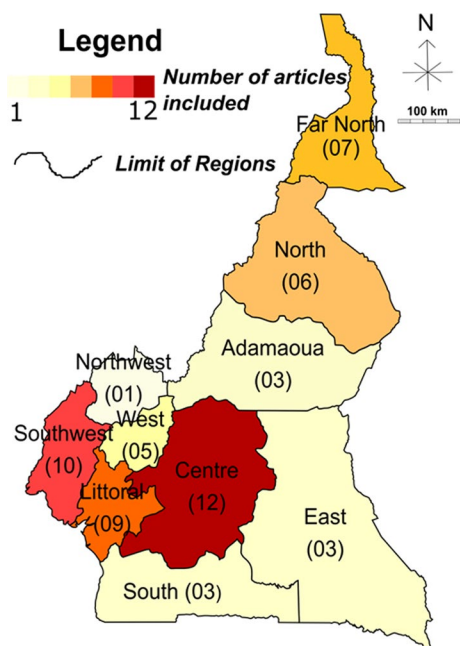 Legend
Number of articles
included
1
12
Limit of Regions
N
100 km
Far North
(07)
North
(06)
Adamaoua
(03)
Northwest
(01)
West
(05)
Southwest
(10)
Centre
(12)
Littoral
(09)
East
(03)
South (03)